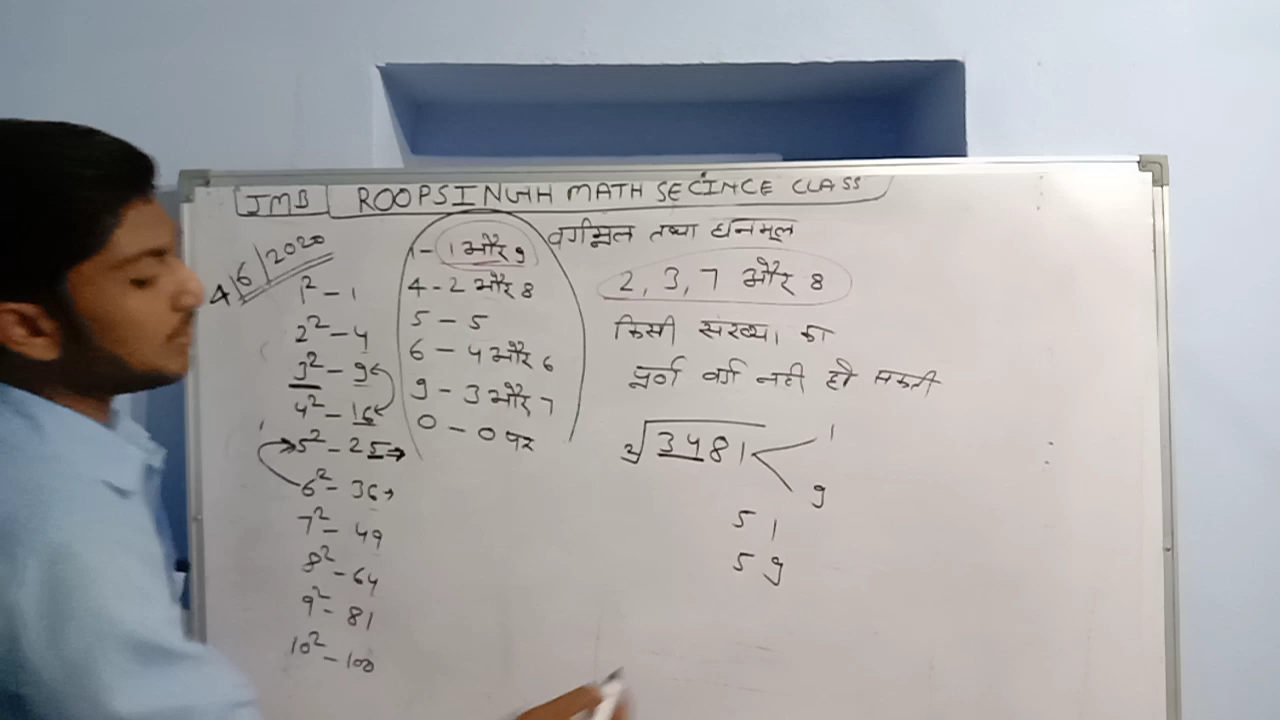 JMB ROOPSINGH MATH SECINCE CLASS
4/6/2020
वर्गमूल तथा घनमूल
1² - 1
2² - 4
3² - 9
4² - 16
5² - 25
6² - 36
7² - 49
8² - 64
9² - 81
10² - 100
1 - 1 और 9
4 - 2 और 8
5 - 5
6 - 4 और 6
9 - 3 और 7
0 - 0 पर
2, 3, 7 और 8
किसी संख्या का
पूर्ण वर्ग नही हो सकती
2√3481 1
9
5 1
5 9